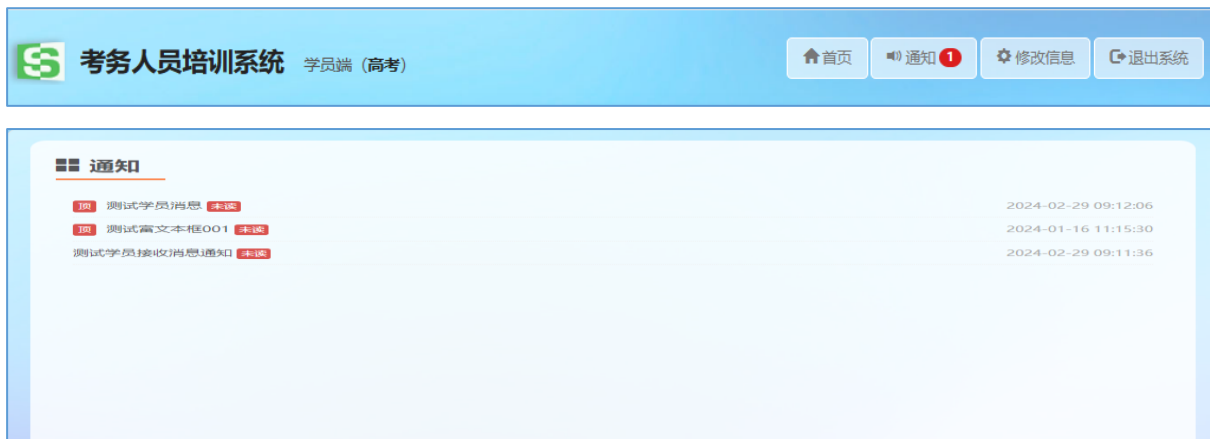 考务人员培训系统 学员端（高考） 首页 通知 1 修改信息 退出系统
通知
顶 测试学员消息 未读 2024-02-29 09:12:06
顶 测试富文本框001 未读 2024-01-16 11:15:30
测试学员接收消息通知 未读 2024-02-29 09:11:36